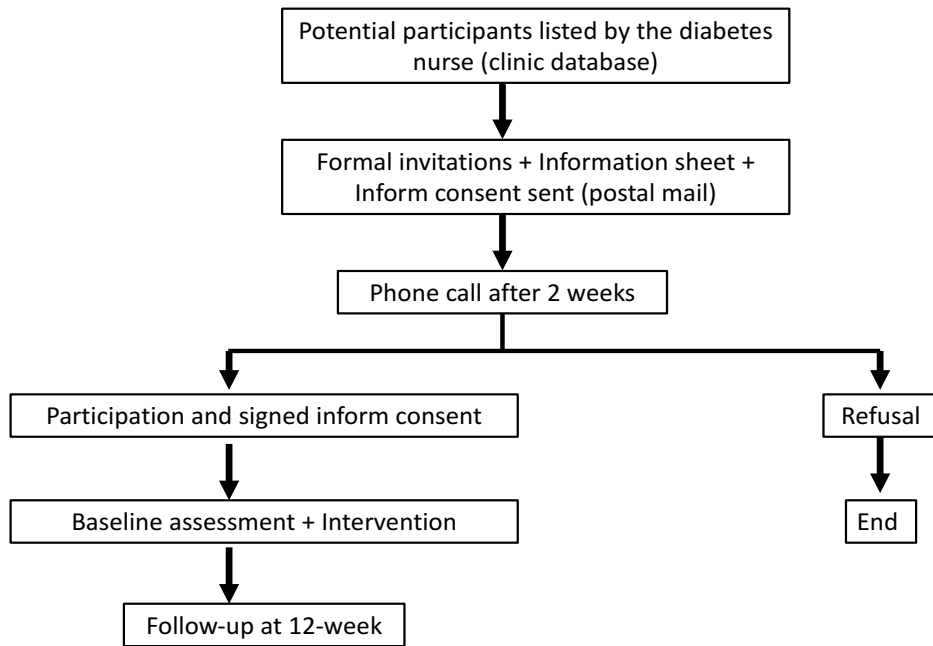 Potential participants listed by the diabetes
nurse (clinic database)
Formal invitations + Information sheet +
Inform consent sent (postal mail)
Phone call after 2 weeks
Participation and signed inform consent
Refusal
Baseline assessment + Intervention
End
Follow-up at 12-week